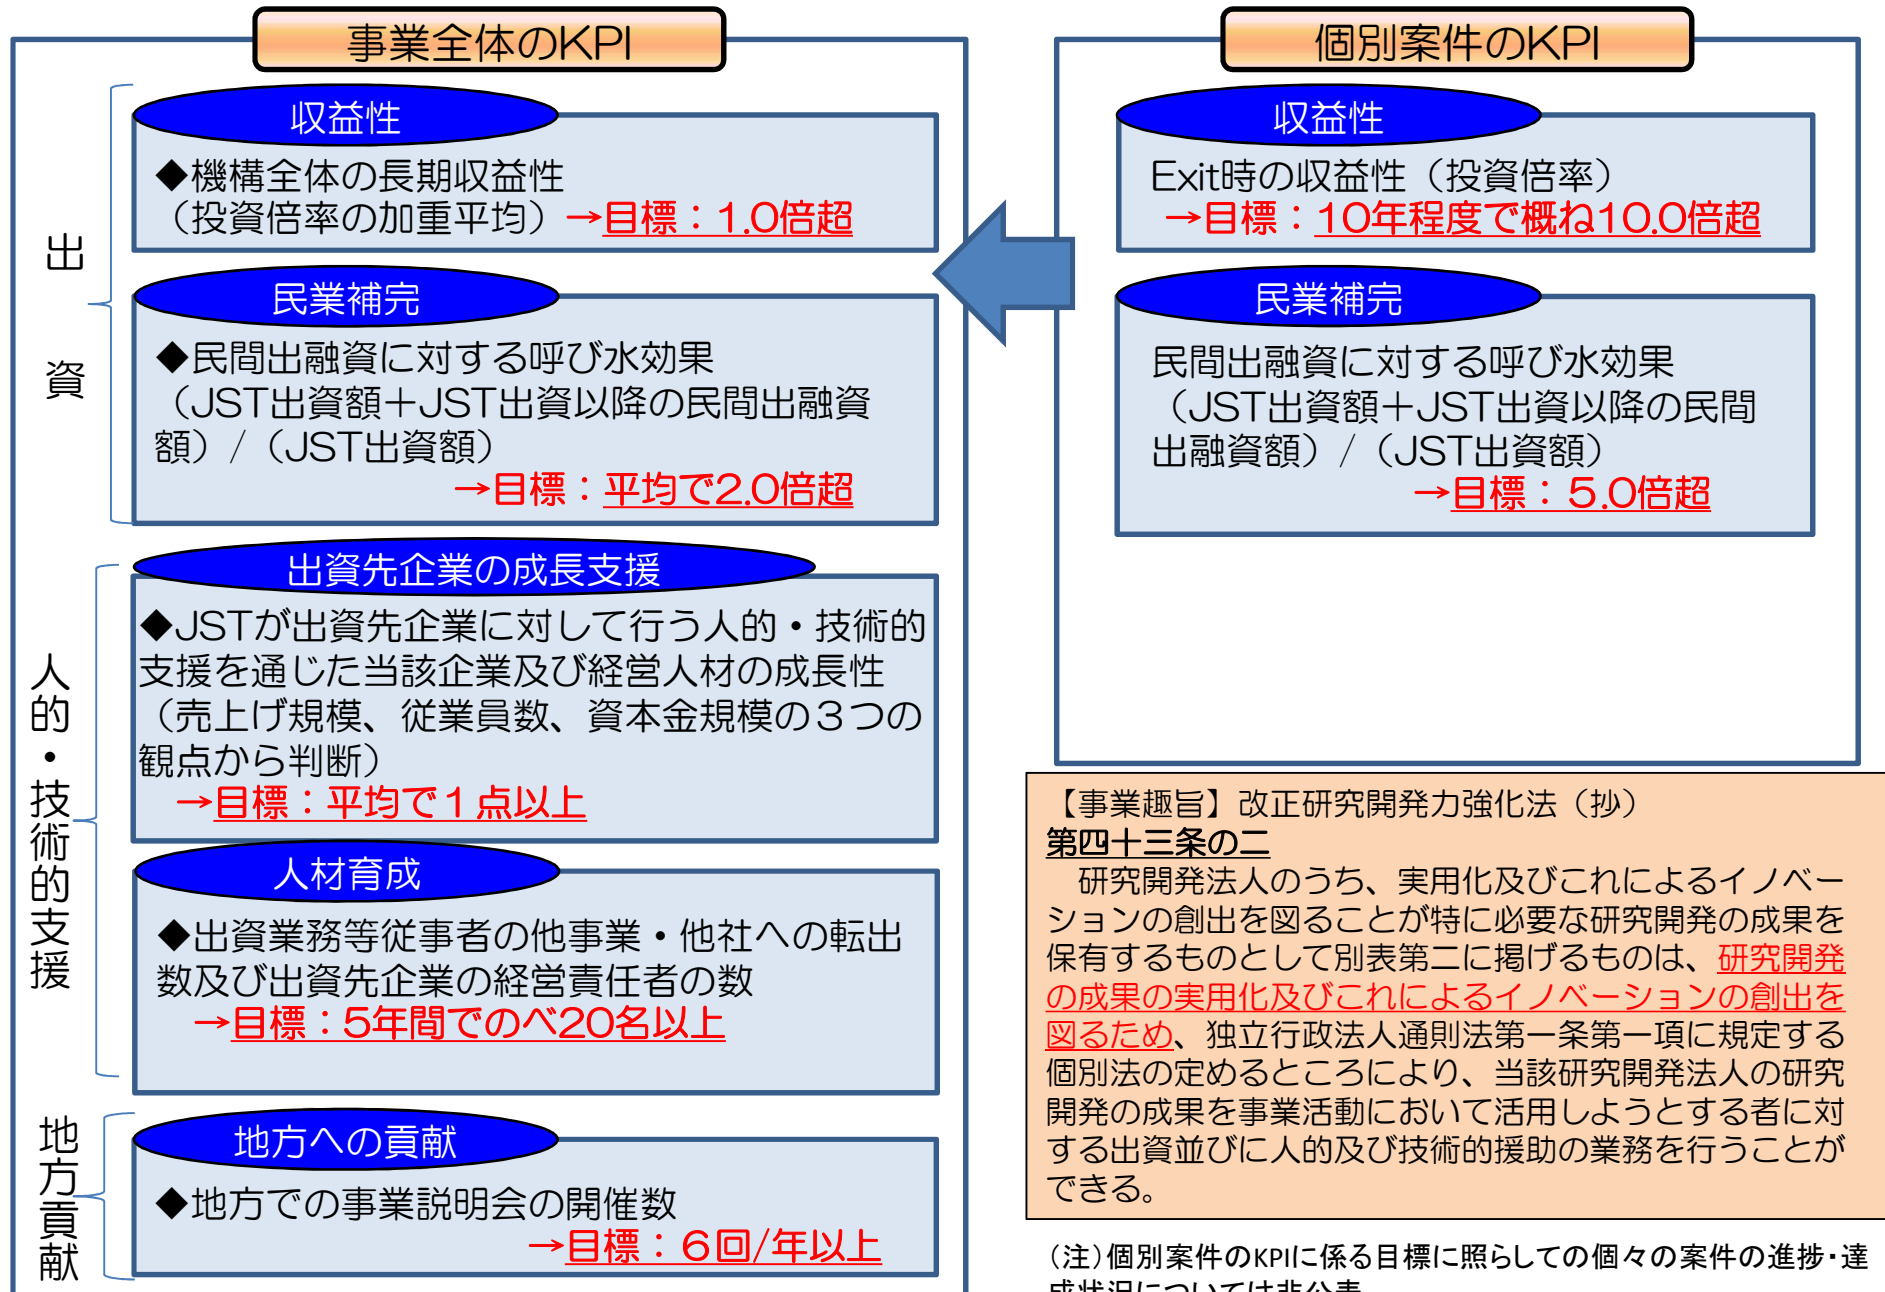 事業全体のKPI
出資
収益性
◆機構全体の長期収益性
（投資倍率の加重平均）→目標：1.0倍超
民業補完
◆民間出融資に対する呼び水効果
（JST出資額＋JST出資以降の民間出融資
額）/（JST出資額）
→目標：平均で2.0倍超
人的・技術的支援
出資先企業の成長支援
◆JSTが出資先企業に対して行う人的・技術的
支援を通じた当該企業及び経営人材の成長性
（売上げ規模、従業員数、資本金規模の３つの
観点から判断）
→目標：平均で１点以上
人材育成
◆出資業務等従事者の他事業・他社への転出
数及び出資先企業の経営責任者の数
→目標：5年間でのべ20名以上
地方貢献
地方への貢献
◆地方での事業説明会の開催数
→目標：６回/年以上
個別案件のKPI
収益性
Exit時の収益性（投資倍率）
→目標：10年程度で概ね10.0倍超
民業補完
民間出融資に対する呼び水効果
（JST出資額＋JST出資以降の民間
出融資額）/（JST出資額）
→目標：５.0倍超
【事業趣旨】改正研究開発力強化法（抄）
第四十三条の二
研究開発法人のうち、実用化及びこれによるイノベー
ションの創出を図ることが特に必要な研究開発の成果を
保有するものとして別表第二に掲げるものは、研究開発
の成果の実用化及びこれによるイノベーションの創出を
図るため、独立行政法人通則法第一条第一項に規定する
個別法の定めるところにより、当該研究開発法人の研究
開発の成果を事業活動において活用しようとする者に対
する出資並びに人的及び技術的援助の業務を行うことが
できる。
（注）個別案件のKPIに係る目標に照らしての個々の案件の進捗・達
成状況については非公表